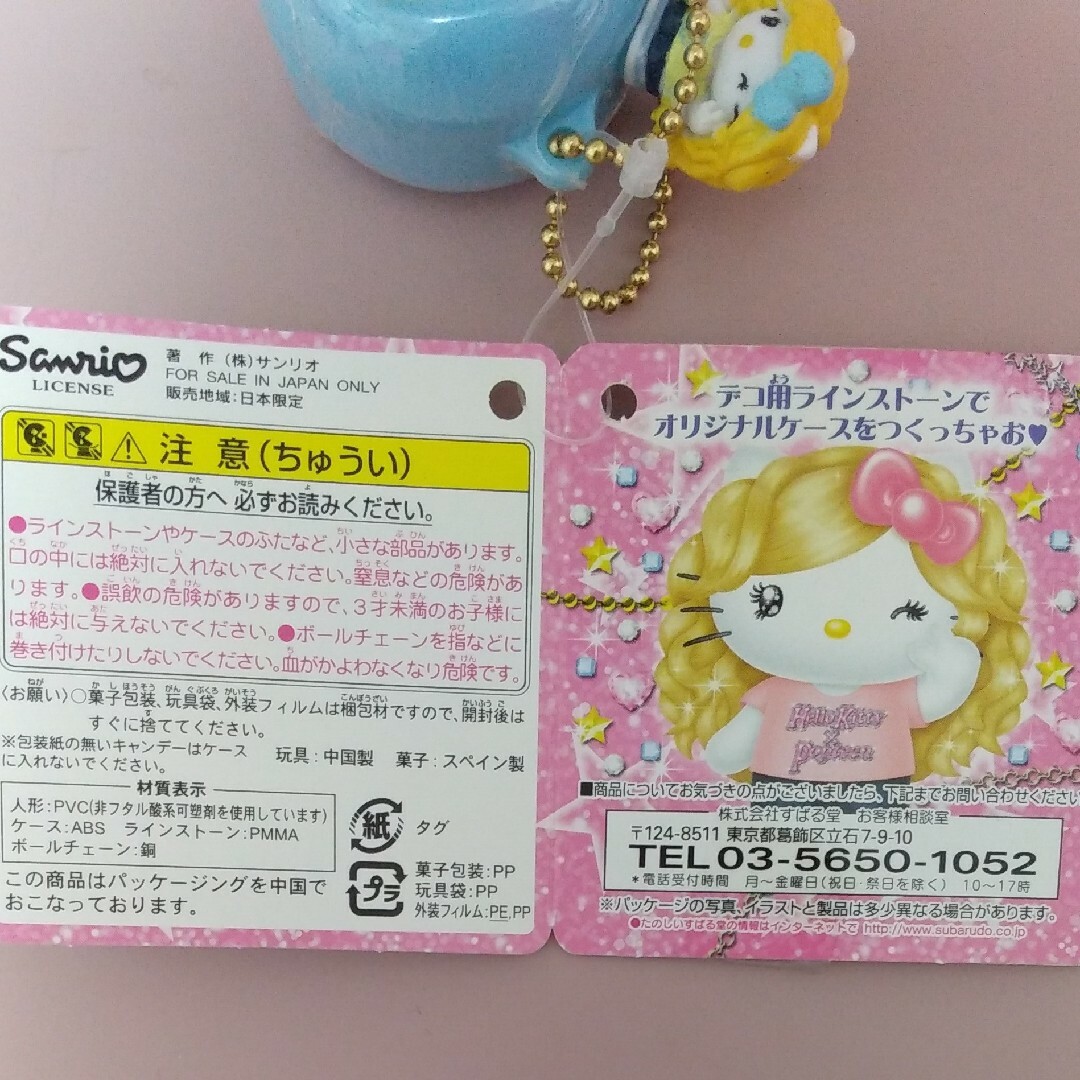 Sanrio
LICENSE
著 作 (株)サンリオ
FOR SALE IN JAPAN ONLY
販売地域:日本限定
注 意(ちゅうい)
保護者の方へ 必ずお読みください。
●ラインストーンやケースのふたなど、小さな部品があります。
口の中には絶対に入れないでください。窒息などの危険があ
ります。●誤飲の危険がありますので、3才未満のお子様に
は絶対に与えないでください。●ボールチェーンを指などに
巻き付けたりしないでください。血がかよわなくなり危険です。
〈お願い〉○菓子包装、玩具袋、外装フィルムは梱包材ですので、開封後は
すぐに捨ててください。
※包装紙の無いキャンデーはケース
に入れないでください。
玩具:中国製 菓子:スペイン製
材質表示
人形:PVC(非フタル酸系可塑剤を使用しています)
ケース:ABS ラインストーン:PMMA
ボールチェーン:銅
この商品はパッケージングを中国で
おこなっております。
紙 タグ
プラ
菓子包装:PP
玩具袋:PP
外装フィルム:PE,PP
デコ用ラインストーンで
オリジナルケースをつくっちゃお♥
Hello Kitty
×
Popteen
■商品についてお気づきの点がございましたら、下記までお問い合わせください
株式会社すばる堂 お客様相談室
〒124-8511 東京都葛飾区立石7-9-10
TEL 03-5650-1052
*電話受付時間 月〜金曜日(祝日・祭日を除く) 10〜17時
※パッケージの写真、イラストと製品は多少異なる場合があります。
●たのしいすばる堂の情報はインターネットで http://www.subarudo.co.jp